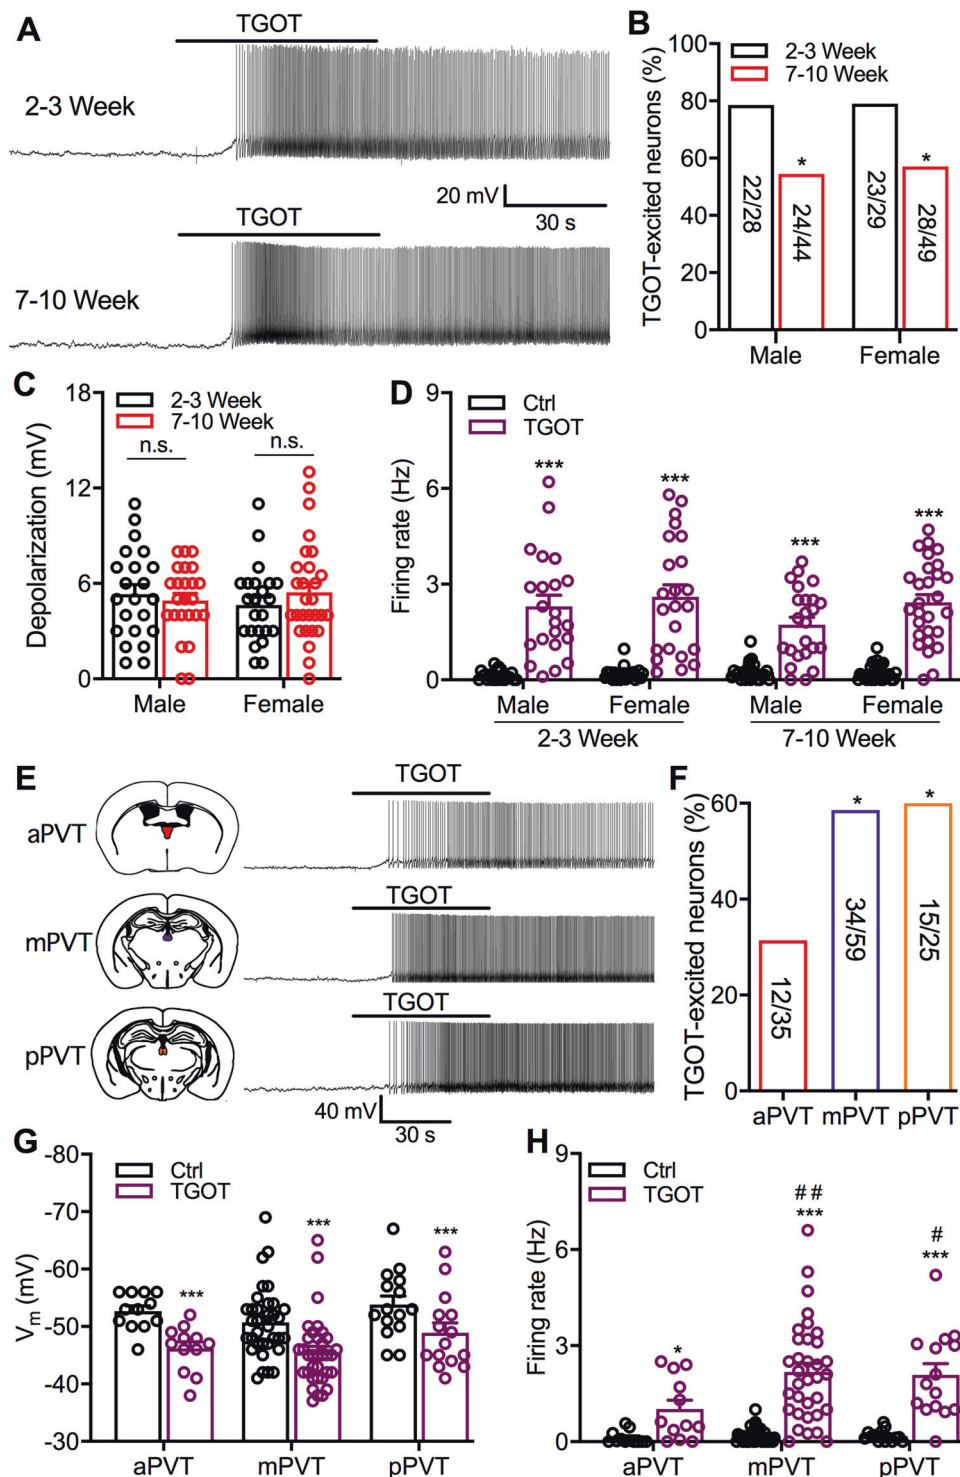 A
TGOT
2-3 Week
20 mV
30 s
TGOT
7-10 Week
B
TGOT-excited neurons (%)
100
80
60
40
20
0
2-3 Week
7-10 Week
22/28
*
24/44
23/29
*
28/49
Male
Female
C
Depolarization (mV)
18
12
6
0
2-3 Week
7-10 Week
n.s.
n.s.
Male
Female
D
Firing rate (Hz)
9
6
3
0
Ctrl
TGOT
***
***
***
***
Male
Female
Male
Female
2-3 Week
7-10 Week
E
TGOT
aPVT
TGOT
mPVT
TGOT
pPVT
40 mV
30 s
F
TGOT-excited neurons (%)
60
40
20
0
12/35
*
34/59
*
15/25
aPVT
mPVT
pPVT
G
Vm (mV)
-80
-70
-60
-50
-40
-30
Ctrl
TGOT
***
***
***
aPVT
mPVT
pPVT
H
Firing rate (Hz)
9
6
3
0
Ctrl
TGOT
*
##
***
#
***
aPVT
mPVT
pPVT